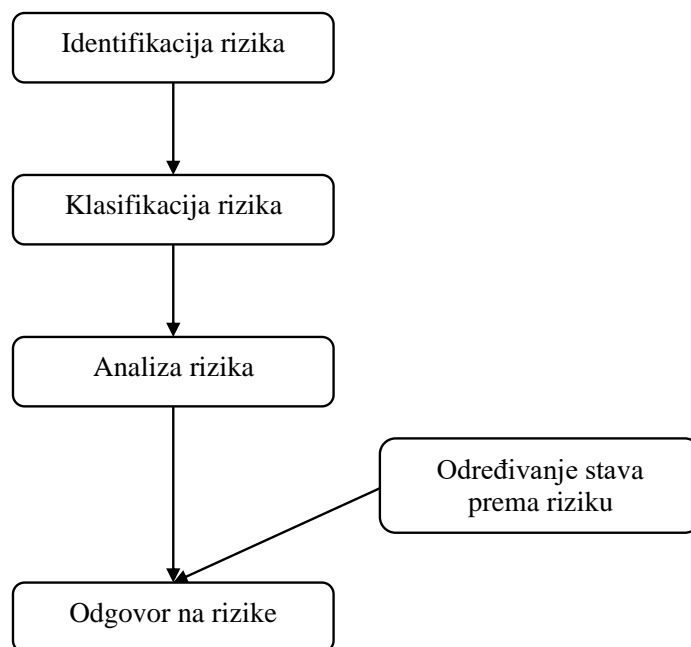 Identifikacija rizika
Klasifikacija rizika
Analiza rizika
Određivanje stava
prema riziku
Odgovor na rizike